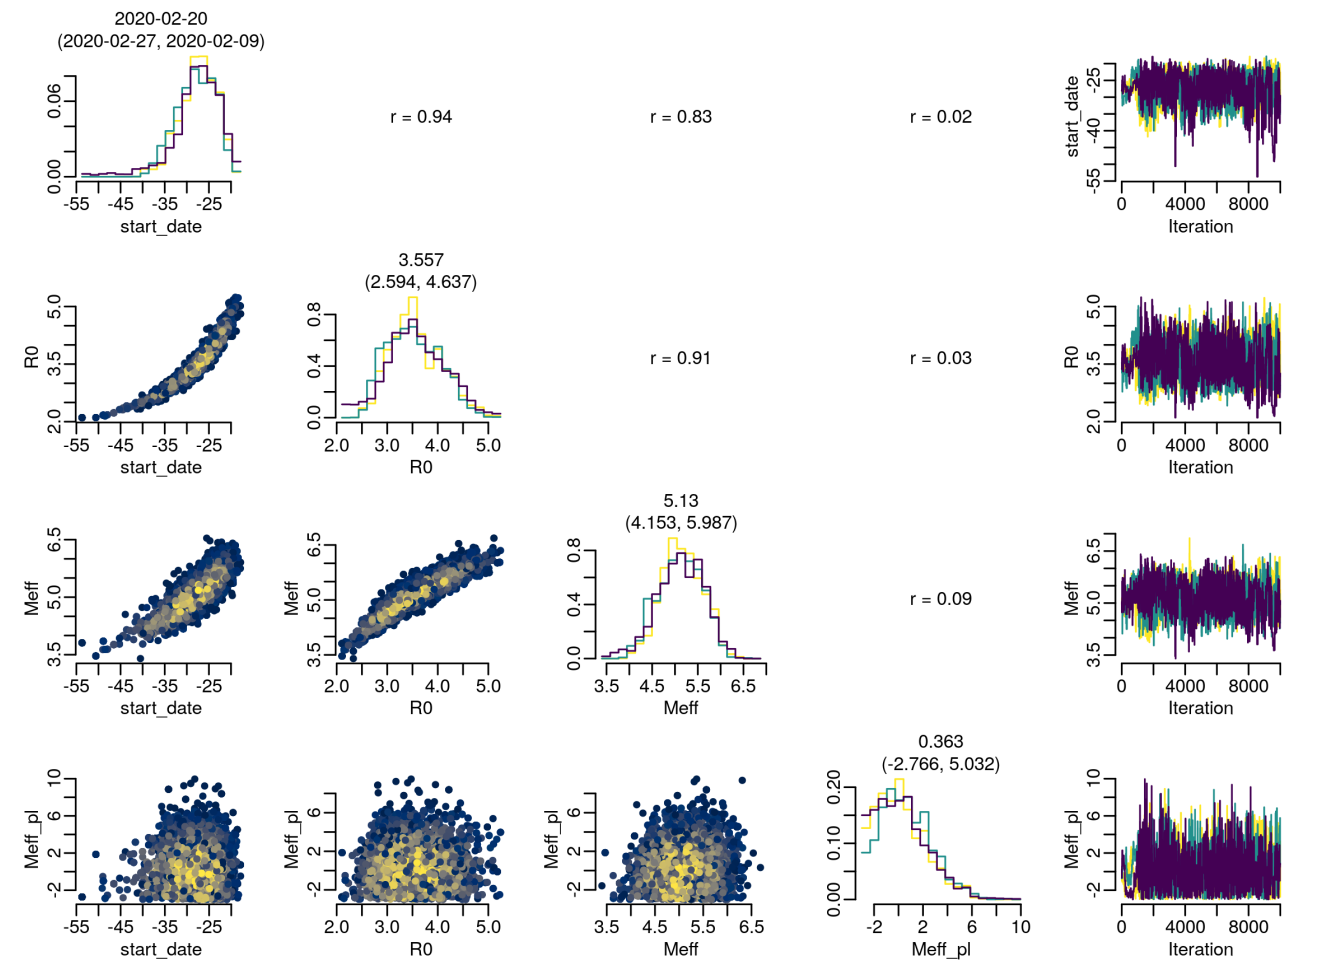 2020-02-20
(2020-02-27, 2020-02-09)
0.00 0.06
-55 -45 -35 -25
start_date
r = 0.94
r = 0.83
r = 0.02
start_date
-55 -40 -25
0 4000 8000
Iteration
R0
2.0 3.5 5.0
-55 -45 -35 -25
start_date
3.557
(2.594, 4.637)
0.0 0.4 0.8
2.0 3.0 4.0 5.0
R0
r = 0.91
r = 0.03
R0
2.0 3.5 5.0
0 4000 8000
Iteration
Meff
3.5 5.0 6.5
-55 -45 -35 -25
start_date
Meff
3.5 5.0 6.5
2.0 3.0 4.0 5.0
R0
5.13
(4.153, 5.987)
0.0 0.4 0.8
3.5 4.5 5.5 6.5
Meff
r = 0.09
Meff
3.5 5.0 6.5
0 4000 8000
Iteration
Meff_pl
-2 2 6 10
-55 -45 -35 -25
start_date
Meff_pl
-2 2 6
2.0 3.0 4.0 5.0
R0
Meff_pl
-2 2 6
3.5 4.5 5.5 6.5
Meff
0.363
(-2.766, 5.032)
0.00 0.10 0.20
-2 2 6 10
Meff_pl
Meff_pl
-2 2 6 10
0 4000 8000
Iteration